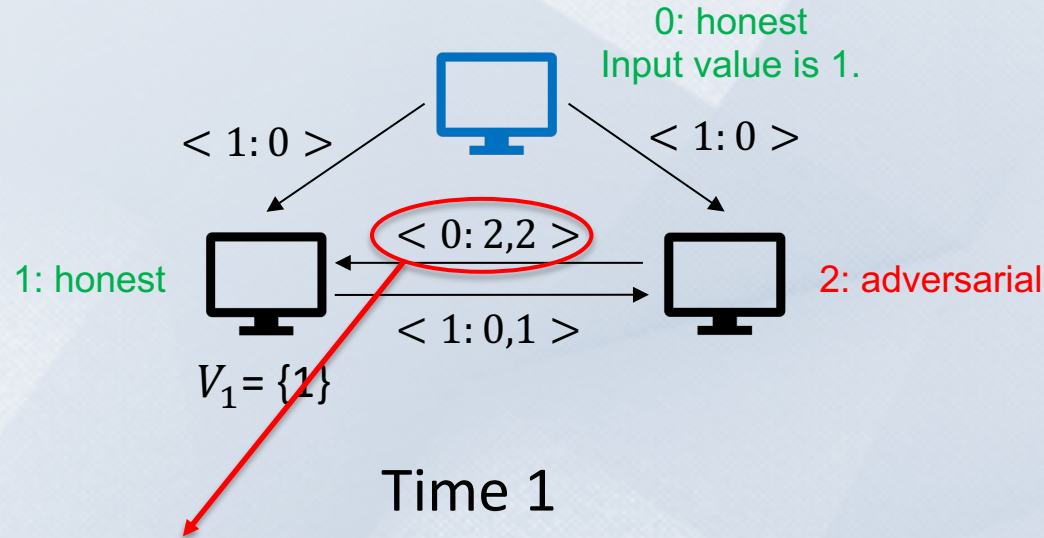 0: honest
Input value is 1.
< 1: 0 >
< 1: 0 >
< 0: 2,2 >
1: honest
2: adversarial
< 1: 0,1 >
V₁= {1}
Time 1